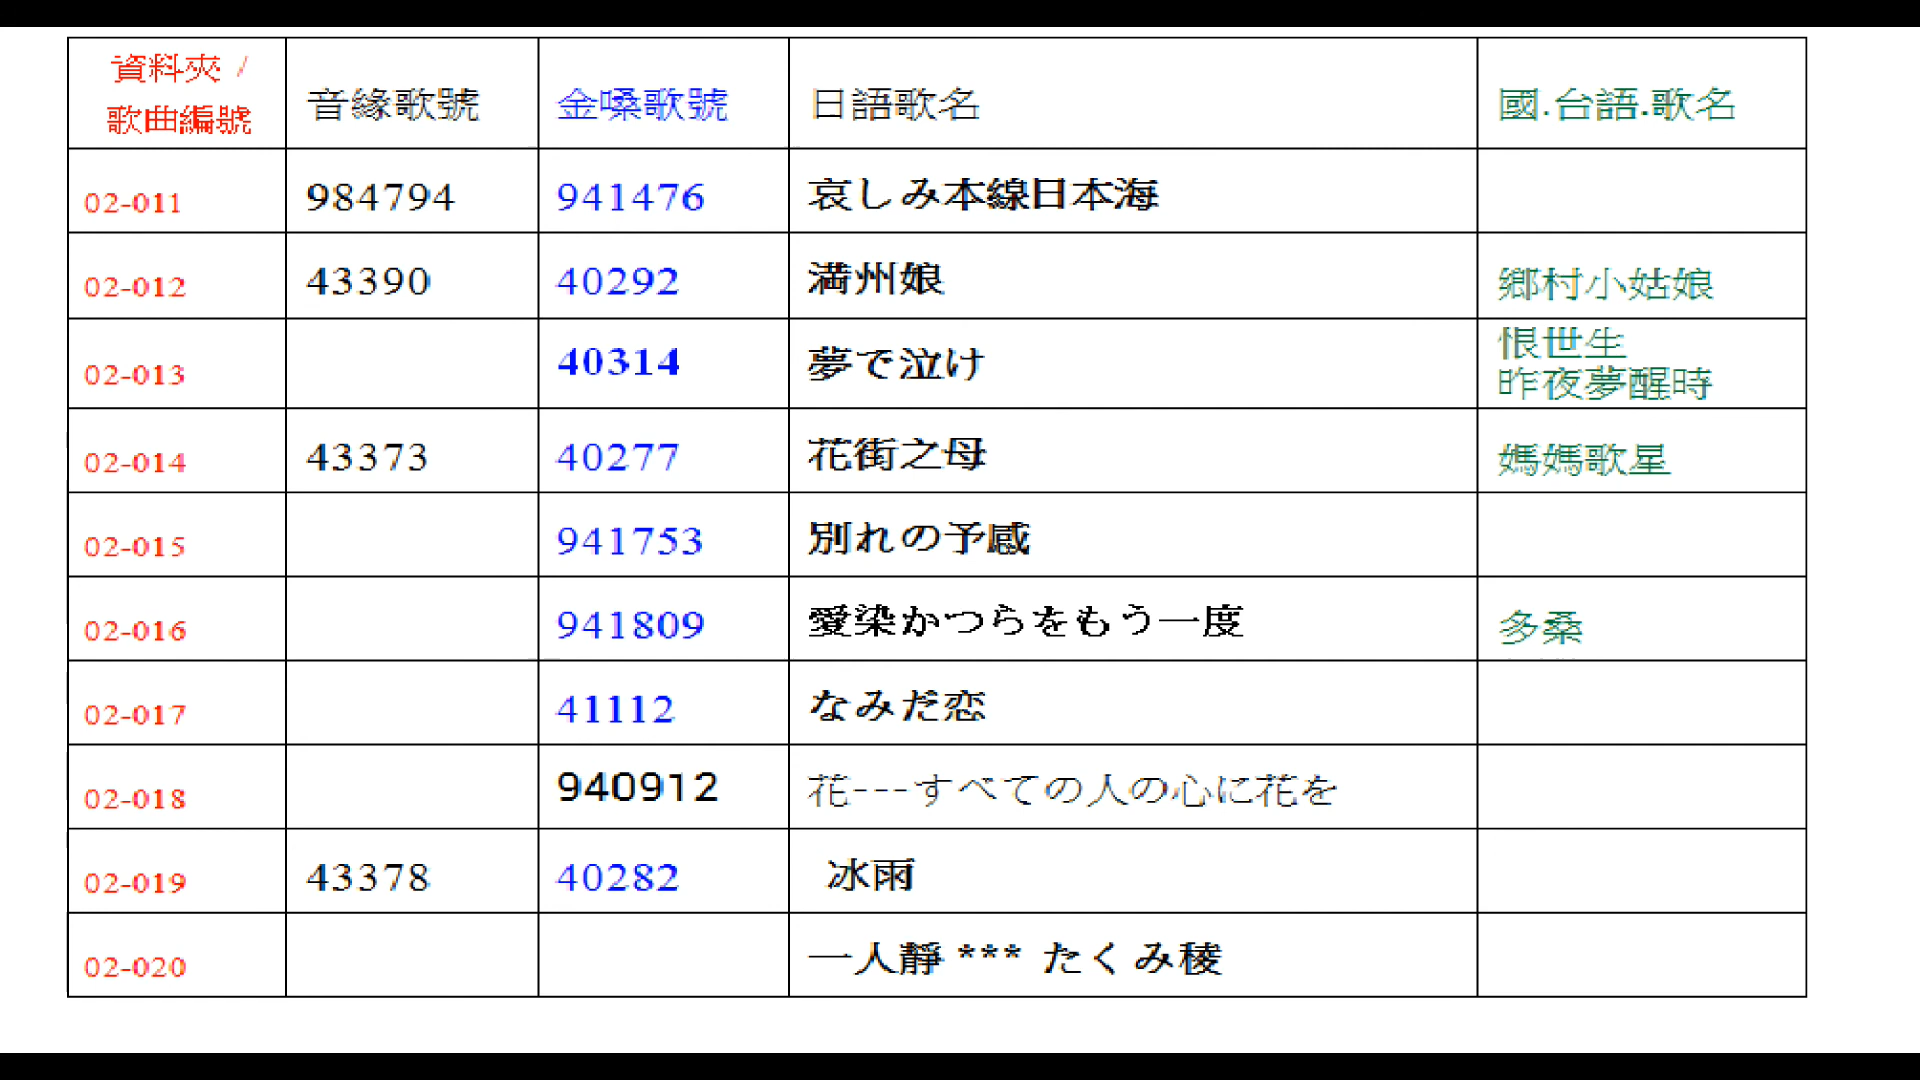 資料夾 /
歌曲編號
音緣歌號
金嗓歌號
日語歌名
國.台語.歌名
02-011 984794 941476 哀しみ本線日本海
02-012 43390 40292 満州娘 鄉村小姑娘
02-013 40314 夢で泣け 恨世生
昨夜夢醒時
02-014 43373 40277 花街之母 媽媽歌星
02-015 941753 別れの予感
02-016 941809 愛染かつらをもう一度 多桑
02-017 41112 なみだ恋
02-018 940912 花---すべての人の心に花を
02-019 43378 40282 冰雨
02-020 一人靜 *** たくみ稜